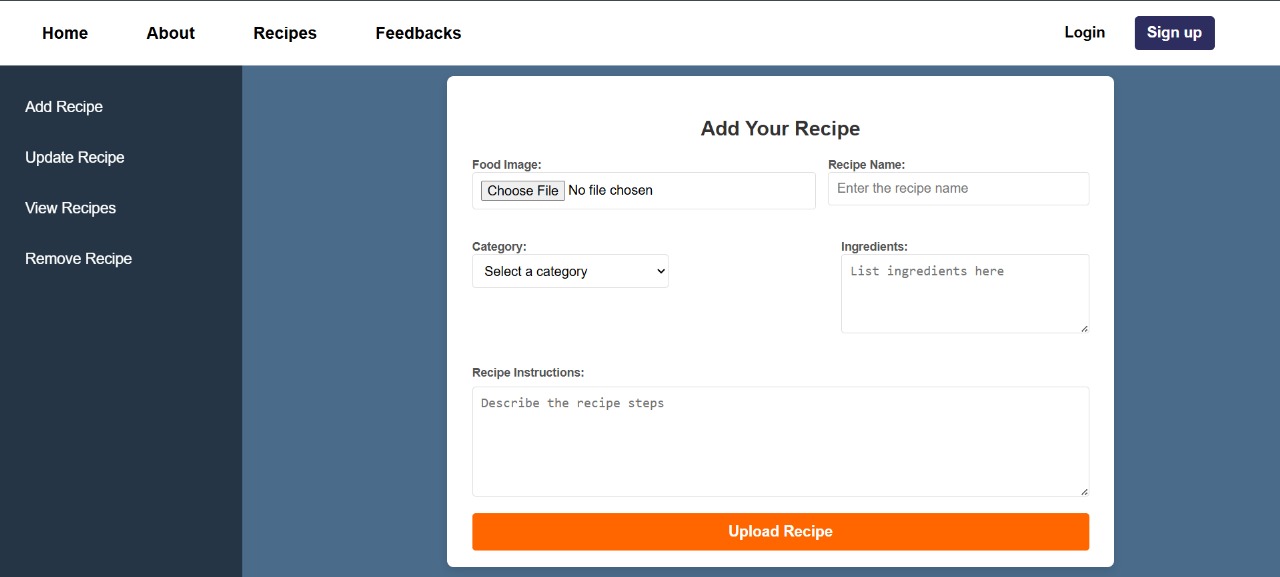 Home About Recipes Feedbacks Login Sign up
Add Recipe
Update Recipe
View Recipes
Remove Recipe
Add Your Recipe
Food Image: Recipe Name:
Choose File No file chosen Enter the recipe name
Category: Ingredients:
Select a category List ingredients here
Recipe Instructions:
Describe the recipe steps
Upload Recipe